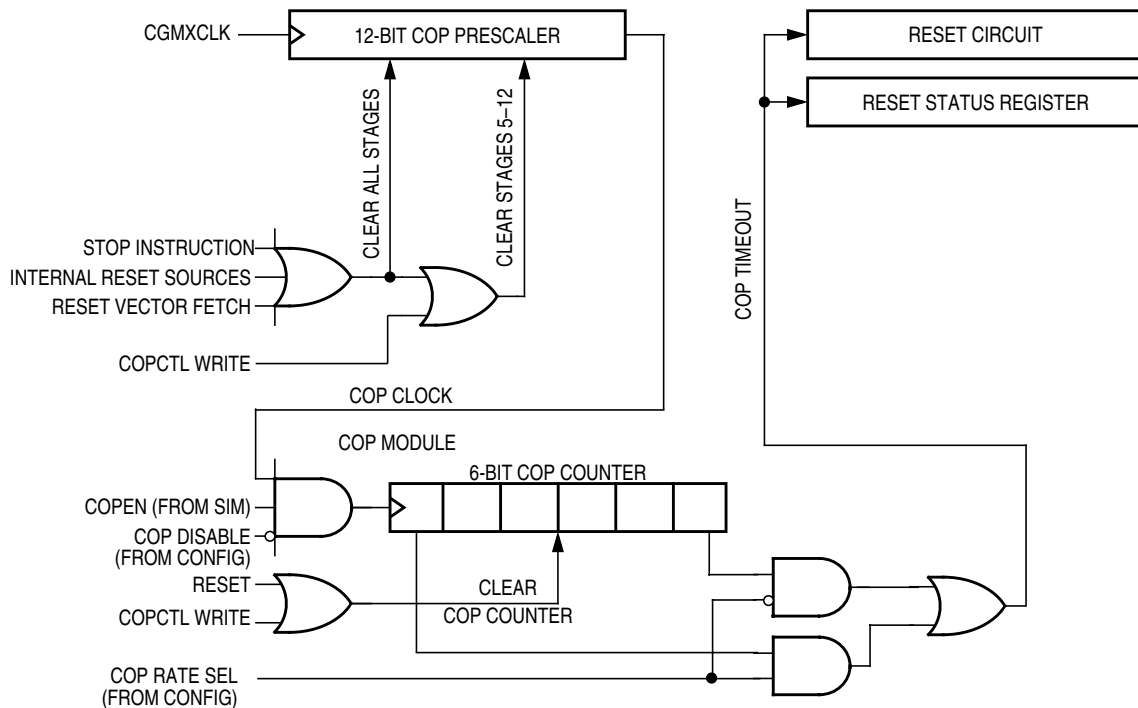 CGMXCLK
12-BIT COP PRESCALER
RESET CIRCUIT
RESET STATUS REGISTER
CLEAR ALL STAGES
CLEAR STAGES 5–12
STOP INSTRUCTION
INTERNAL RESET SOURCES
RESET VECTOR FETCH
COPCTL WRITE
COP TIMEOUT
COP CLOCK
COP MODULE
6-BIT COP COUNTER
COPEN (FROM SIM)
COP DISABLE
(FROM CONFIG)
RESET
COPCTL WRITE
CLEAR
COP COUNTER
COP RATE SEL
(FROM CONFIG)